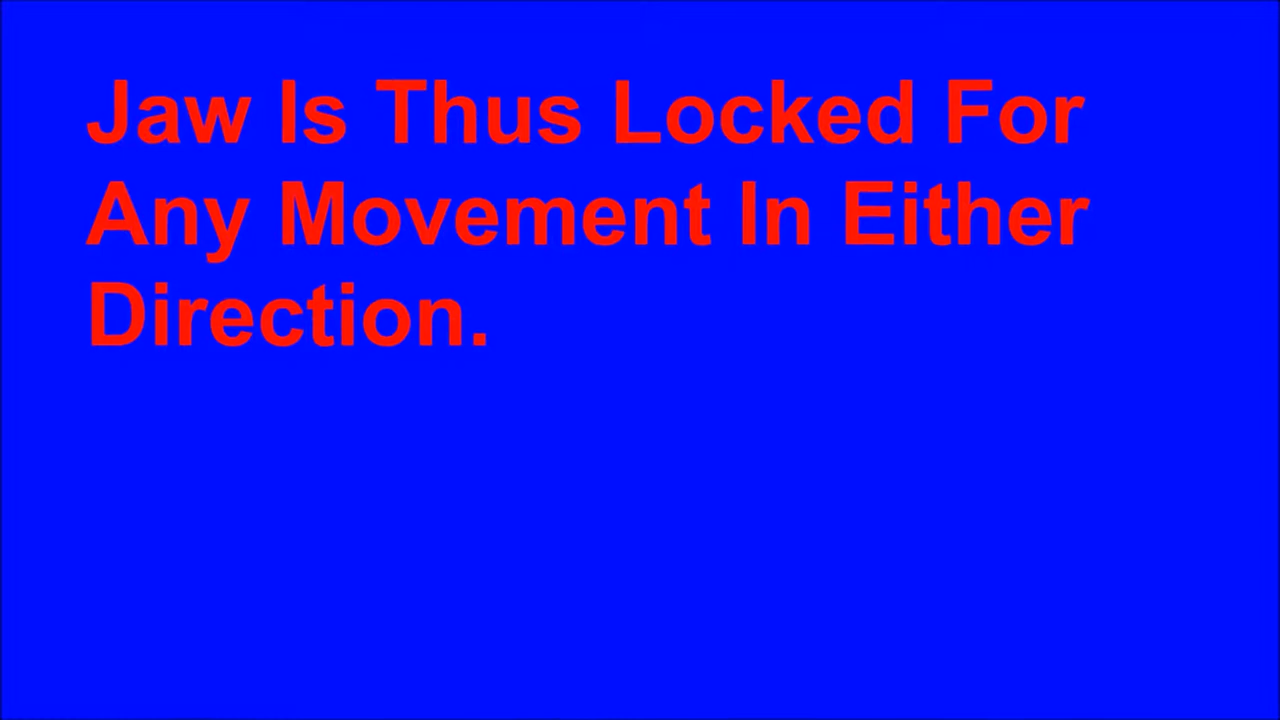 Jaw Is Thus Locked For
Any Movement In Either
Direction.